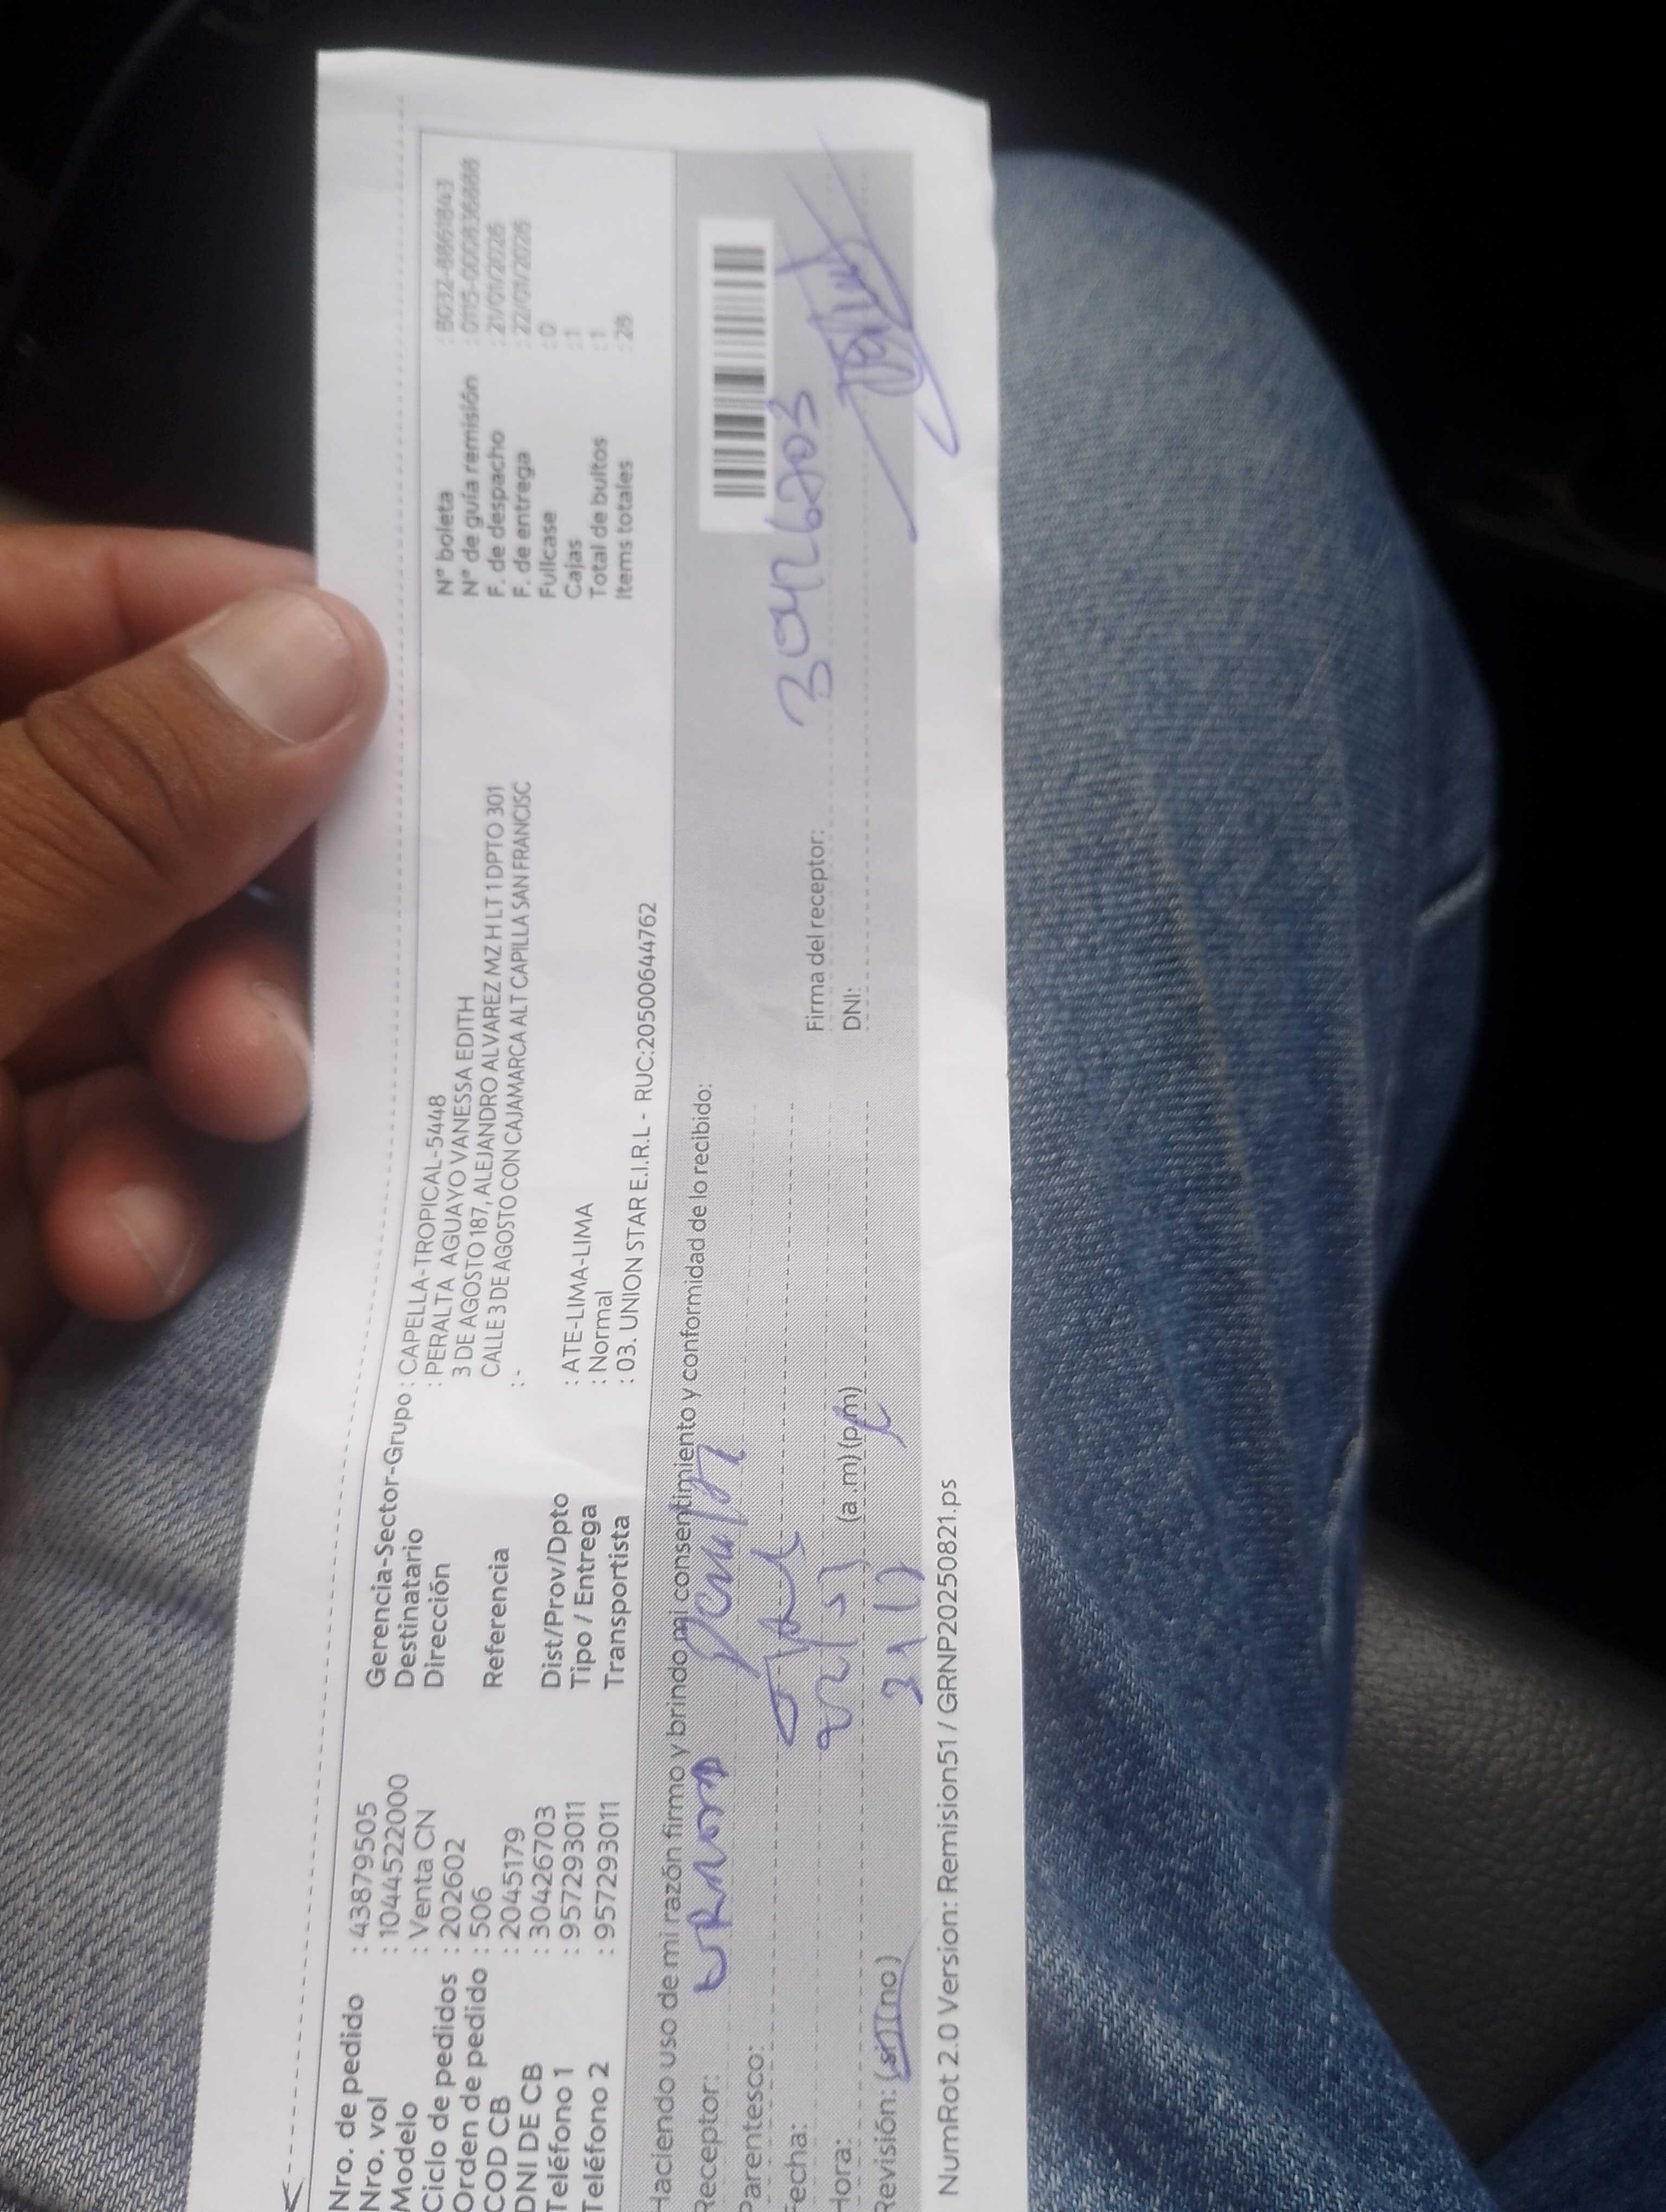 Nro. de pedido : 43879505
Nro. vol : 1044522000
Modelo : Venta CN
Ciclo de pedidos : 202602
Orden de pedido : 506
COD CB : 2045179
DNI DE CB : 30426703
Teléfono 1 : 957293011
Teléfono 2 : 957293011
Gerencia-Sector-Grupo : CAPELLA-TROPICAL-5448
Destinatario : PERALTA AGUAYO VANESSA EDITH
Dirección 3 DE AGOSTO 187, ALEJANDRO ALVAREZ MZ H LT 1 DPTO 301
Referencia CALLE 3 DE AGOSTO CON CAJAMARCA ALT CAPILLA SAN FRANCISC
: -
Dist/Prov/Dpto : ATE-LIMA-LIMA
Tipo / Entrega : Normal
Transportista : 03. UNION STAR E.I.R.L - RUC:20500644762
N° boleta
N° de guía remisión
F. de despacho : 21/01/2026
F. de entrega : 22/01/2026
Fullcase : 0
Cajas : 1
Total de bultos : 1
Items totales : 28
Haciendo uso de mi razón firmo y brindo mi consentimiento y conformidad de lo recibido:
Receptor:
Parentesco:
Fecha:
Hora: (a .m) (p.m)
Revisión: (si) (no)
Firma del receptor:
DNI:
NumRot 2.0 Version: Remision51 / GRNP20250821.ps